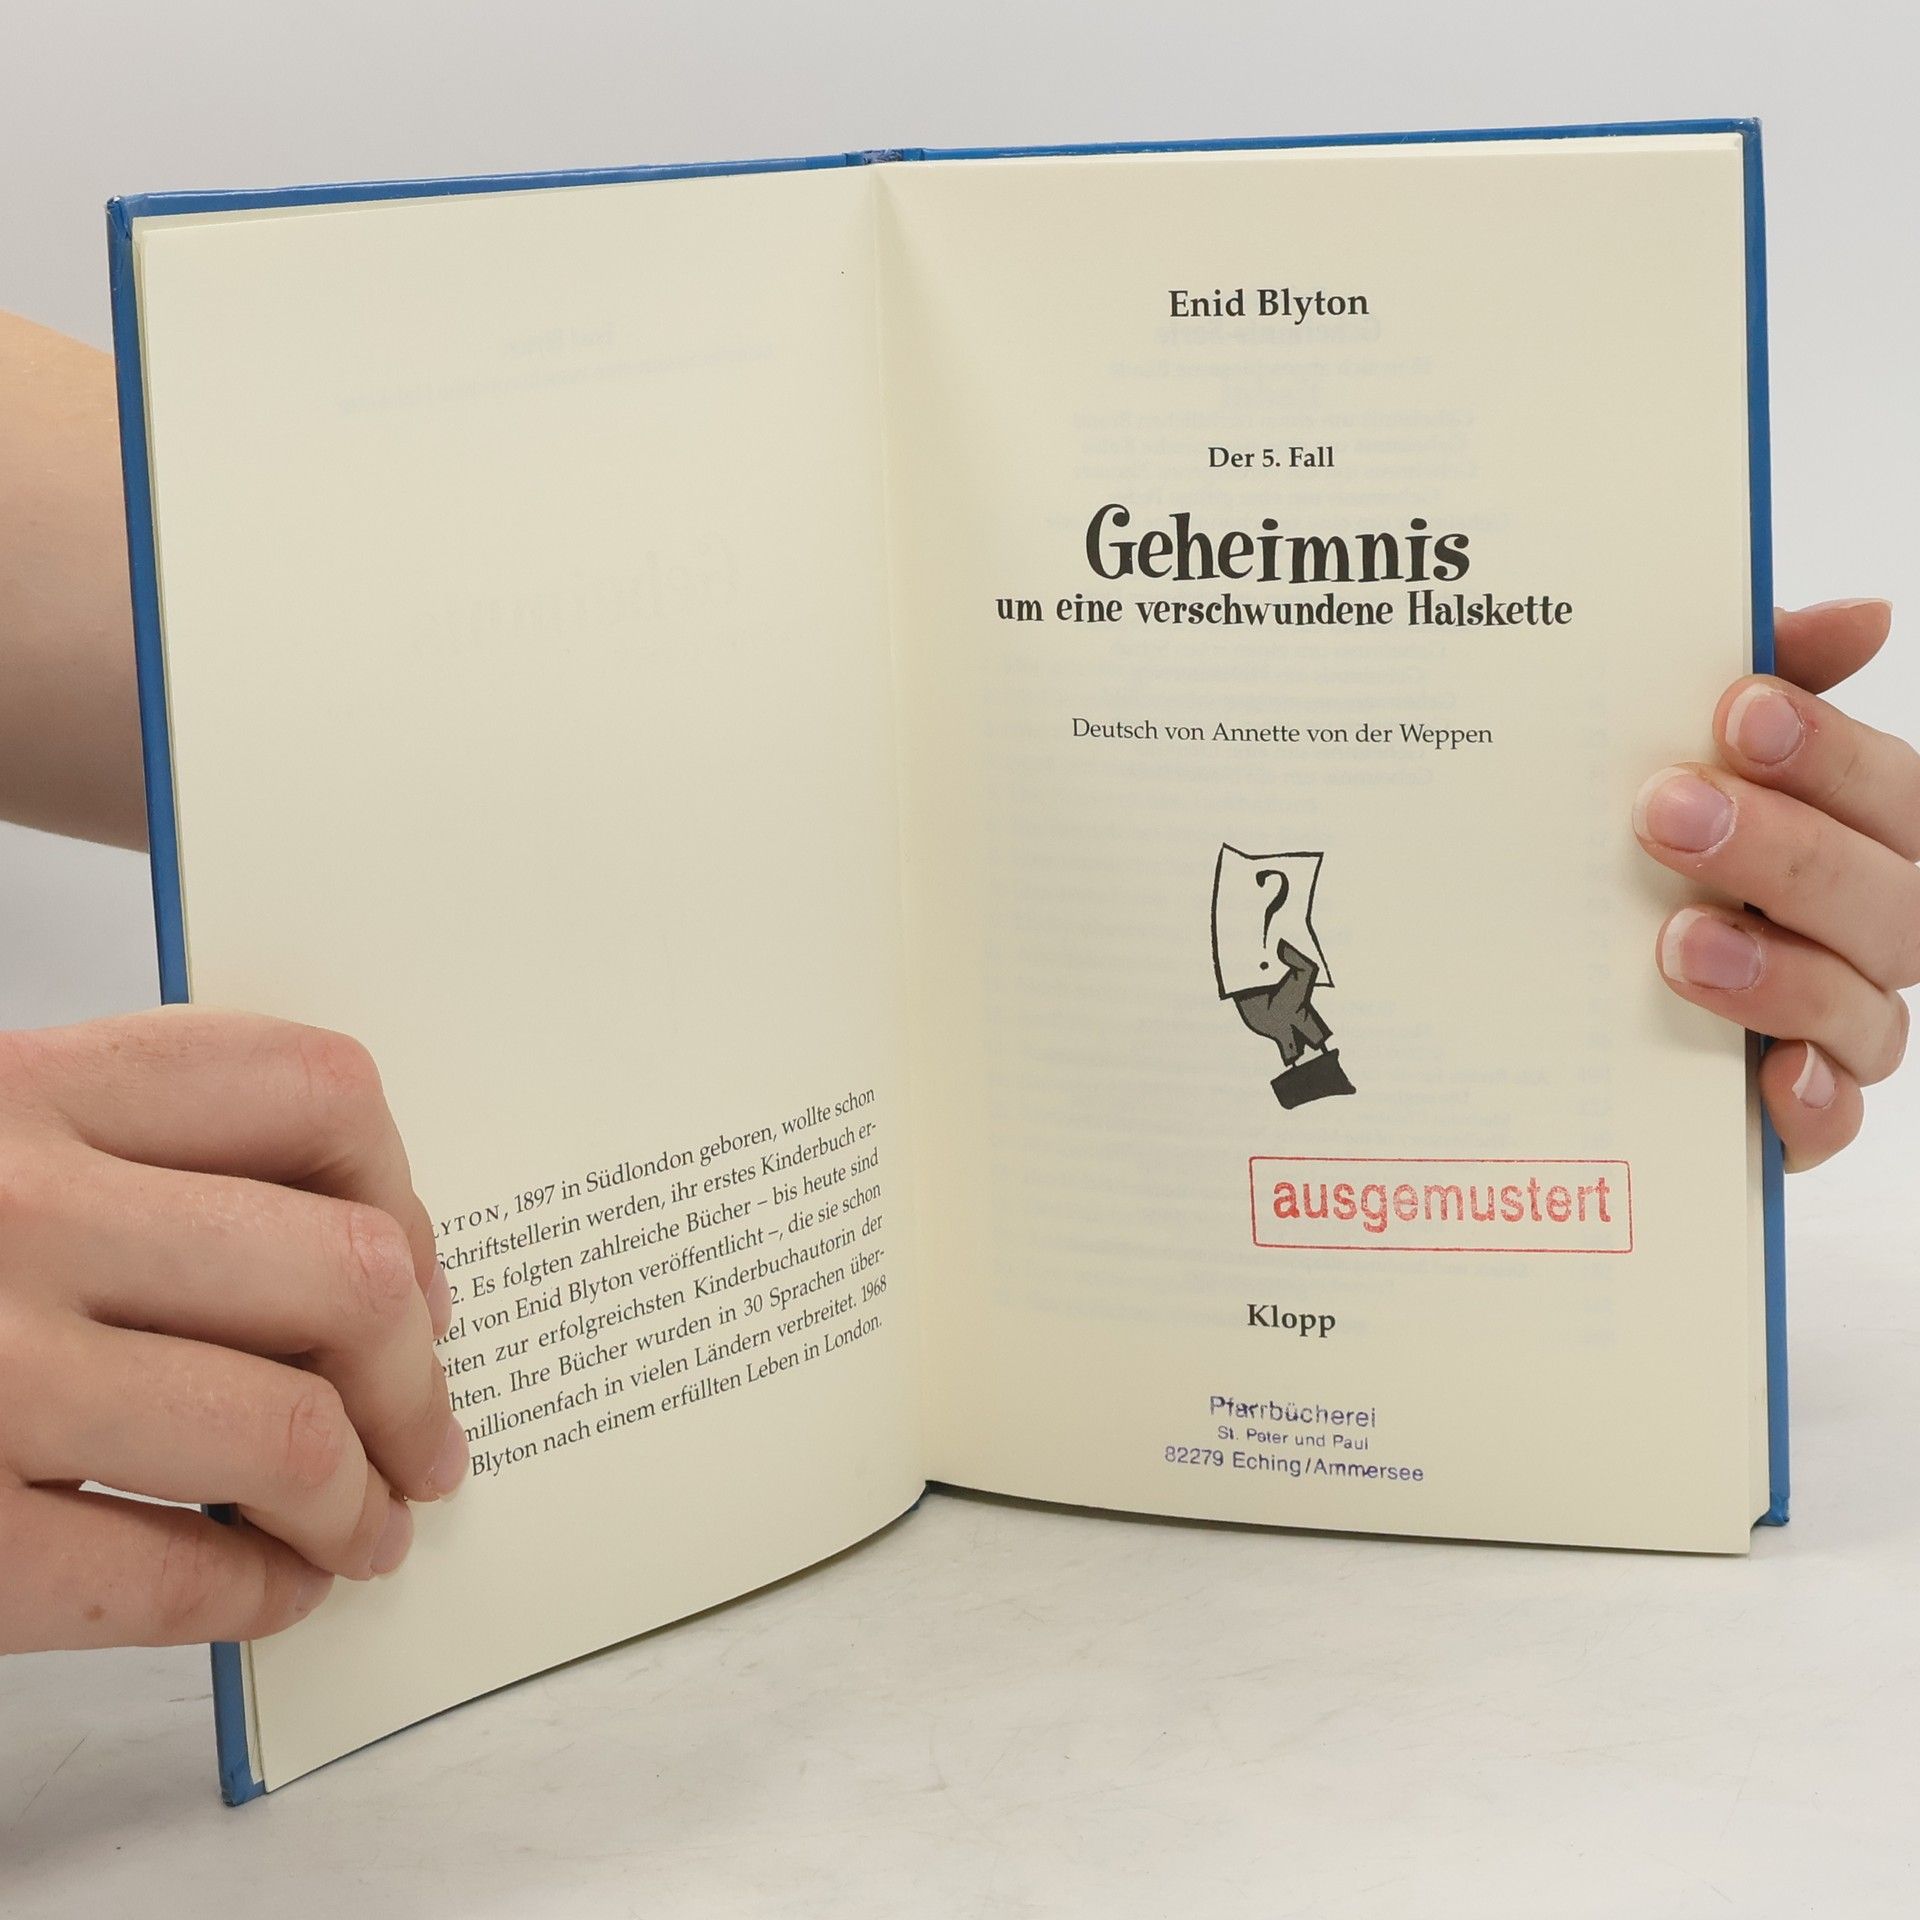 LYTON, 1897 in Südlondon geboren, wollte schon
Schriftstellerin werden, ihr erstes Kinderbuch er-
2. Es folgten zahlreiche Bücher – bis heute sind
von Enid Blyton veröffentlicht –, die sie schon
zur erfolgreichsten Kinderbuchautorin der
hten. Ihre Bücher wurden in 30 Sprachen über-
millionenfach in vielen Ländern verbreitet. 1968
Blyton nach einem erfüllten Leben in London.
Enid Blyton
Der 5. Fall
Geheimnis
um eine verschwundene Halskette
Deutsch von Annette von der Weppen
?
ausgemustert
Klopp
Pfarrbücherei
St. Peter und Paul
82279 Eching/Ammersee